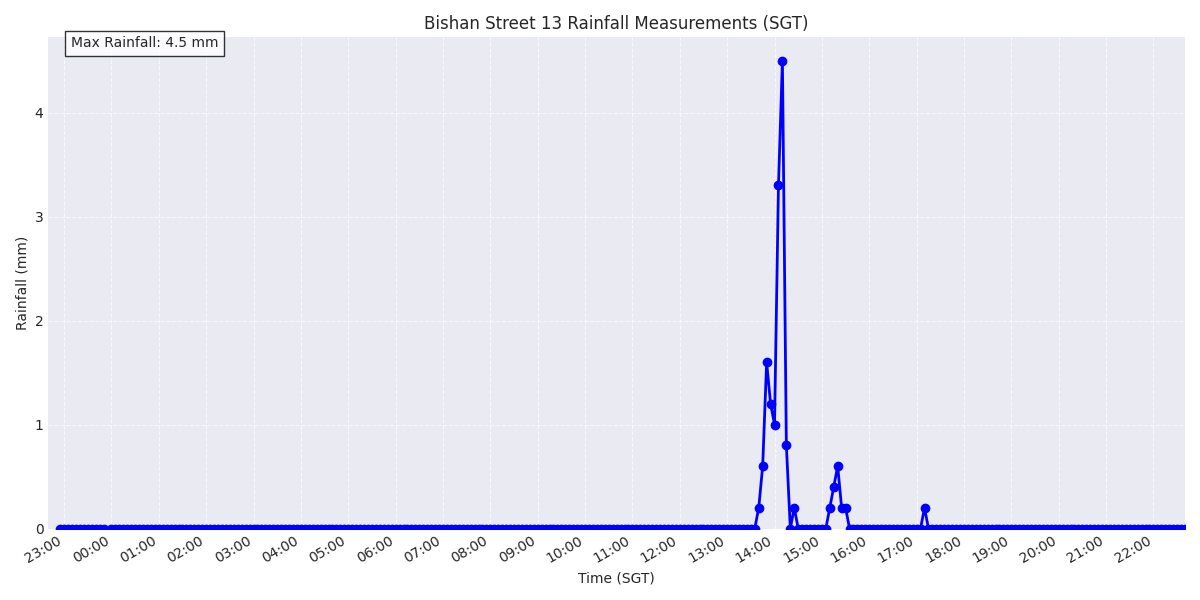 Bishan Street 13 Rainfall Measurements (SGT)
Max Rainfall: 4.5 mm
4
3
2
1
0
Rainfall (mm)
23:00 00:00 01:00 02:00 03:00 04:00 05:00 06:00 07:00 08:00 09:00 10:00 11:00 12:00 13:00 14:00 15:00 16:00 17:00 18:00 19:00 20:00 21:00 22:00
Time (SGT)